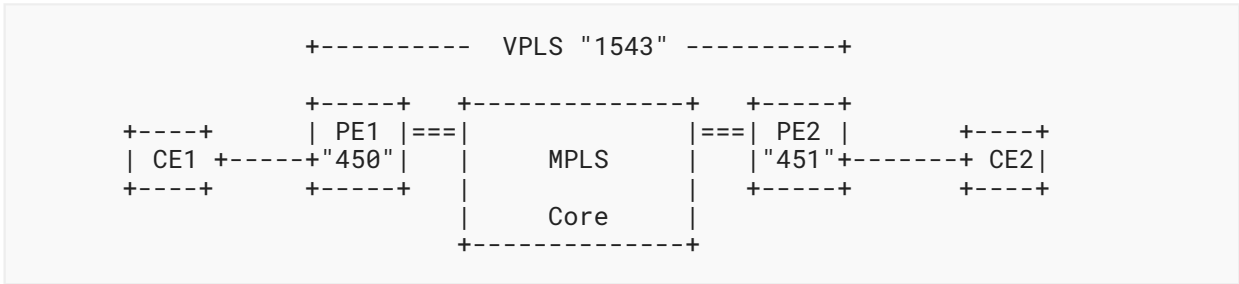 +---------- VPLS "1543" ----------+
+-----+ +--------------+ +-----+
+----+ | PE1 |===| |===| PE2 | +----+
| CE1 +-----+"450"| | MPLS | |"451"+-------+ CE2|
+----+ +-----+ | | +-----+ +----+
| Core |
+--------------+